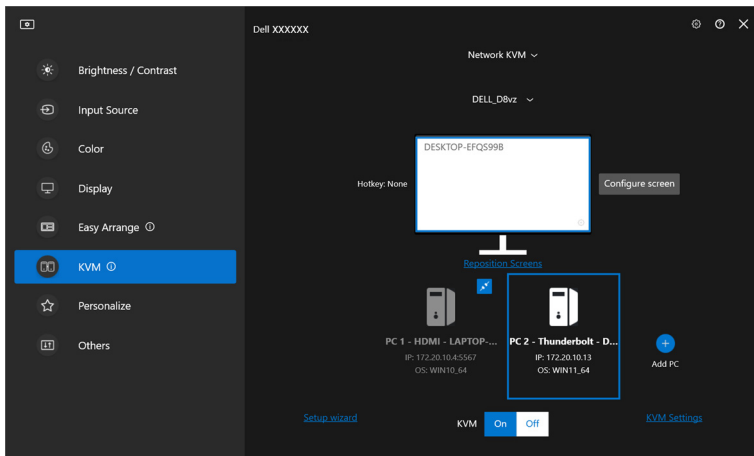 Dell XXXXXX
Brightness / Contrast
Input Source
Color
Display
Easy Arrange
KVM
Personalize
Others
Network KVM
DELL_D8vz
DESKTOP-EFQS99B
Hotkey: None
Configure screen
Reposition Screens
PC 1 - HDMI - LAPTOP-...
IP: 172.20.10.4:5567
OS: WIN10_64
PC 2 - Thunderbolt - D...
IP: 172.20.10.13
OS: WIN11_64
Add PC
Setup wizard
KVM On Off
KVM Settings